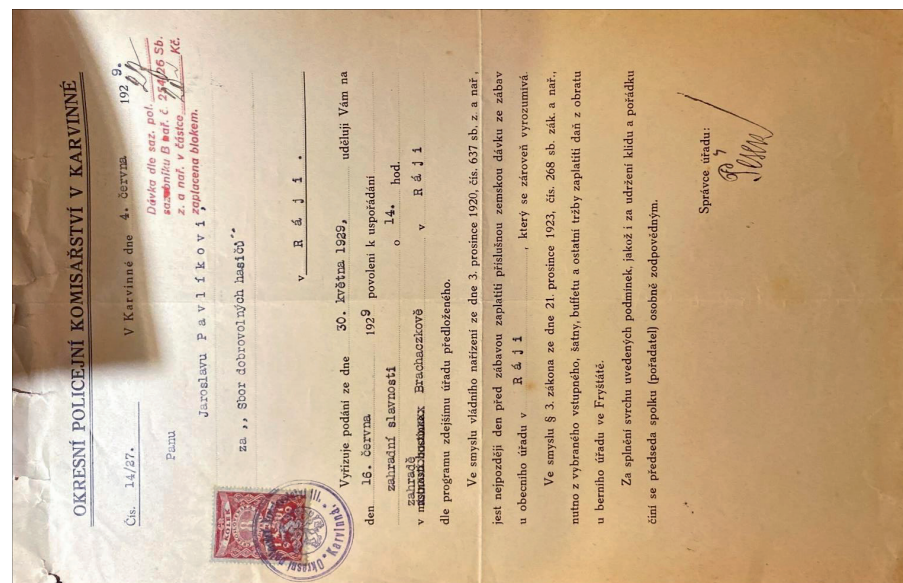 OKRESNÍ POLICEJNÍ KOMISAŘSTVÍ V KARVINNÉ
Čís. 14/27. V Karvinné dne 4. června 1929.
Dávka dle saz. pol.
sazebníku B nař. č. 254/26 Sb.
z. a nař. v částce Kč.
zaplacena blokem.
Panu
Jaroslavu Pavlíkovi,
za ,,Sbor dobrovolných hasičů"
v Ráji.
Vyřizuje podání ze dne 30. května 1929, uděluji Vám na
den 16. června 1929 povolení k uspořádání
zahradní slavnosti o 14. hod.
zahradě
v Brachaczkově v Ráji
dle programu zdejšímu úřadu předloženého.
Ve smyslu vládního nařízení ze dne 3. prosince 1920, čís. 637 sb. z. a nař.,
jest nejpozději den před zábavou zaplatiti příslušnou zemskou dávku ze zábav
u obecního úřadu v Ráji, který se zároveň vyrozumívá.
Ve smyslu § 3. zákona ze dne 21. prosince 1923, čís. 268 sb. zák. a nař.,
nutno z vybraného vstupného, šatny, buffetu a ostatní tržby zaplatiti daň z obratu
u berního úřadu ve Fryštátě.
Za splnění svrchu uvedených podmínek, jakož i za udržení klidu a pořádku
činí se předseda spolku (pořadatel) osobně zodpovědným.
Správce úřadu:
Okresní
Karvinná.